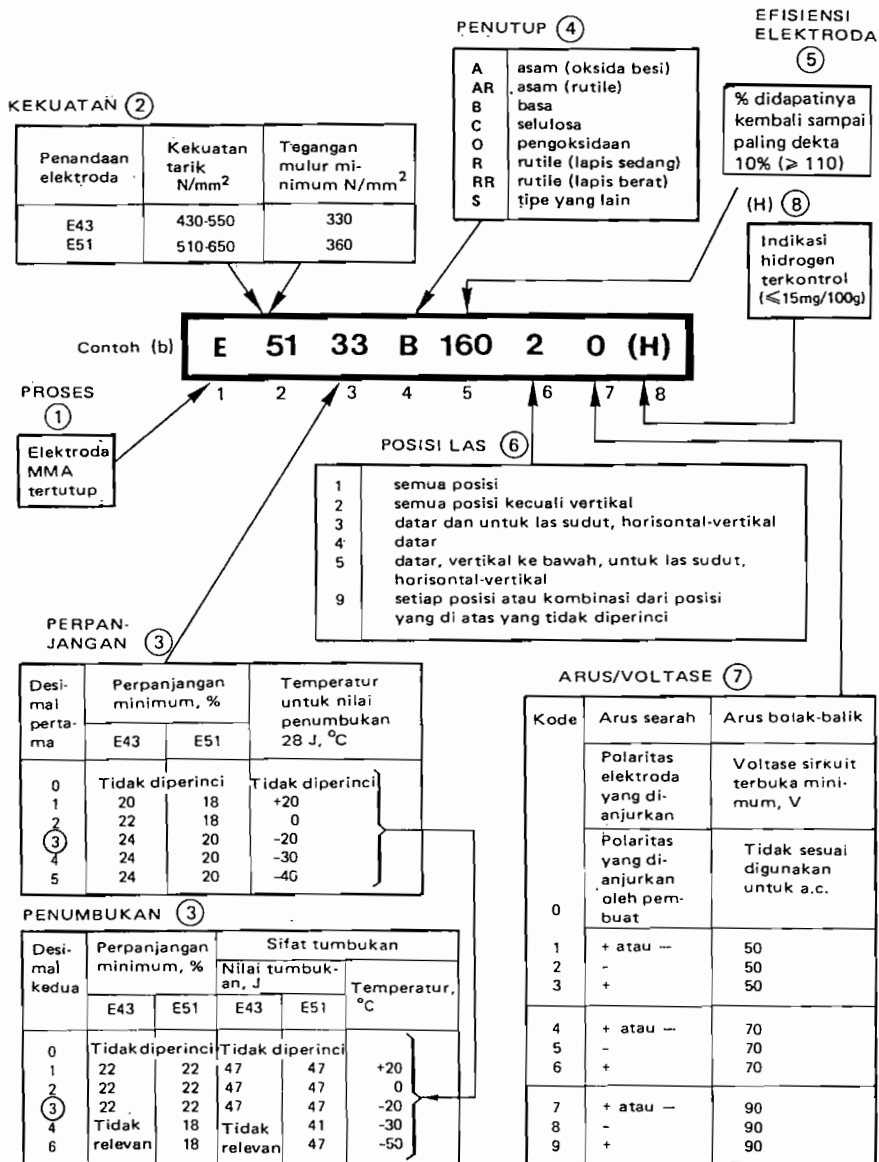 PENUTUP 4
A asam (oksida besi)
AR asam (rutile)
B basa
C selulosa
O pengoksidaan
R rutile (lapis sedang)
RR rutile (lapis berat)
S tipe yang lain
EFISIENSI
ELEKTRODA
5
% didapatinya
kembali sampai
paling dekta
10% (≥ 110)
KEKUATAN 2
Penandaan
elektroda
Kekuatan
tarik
N/mm²
Tegangan
mulur mi-
nimum N/mm²
E43 430-550 330
E51 510-650 360
(H) 8
Indikasi
hidrogen
terkontrol
(≤15mg/100g)
Contoh (b) E 51 33 B 160 2 0 (H)
1 2 3 4 5 6 7 8
PROSES
1
Elektroda
MMA
tertutup
POSISI LAS 6
1 semua posisi
2 semua posisi kecuali vertikal
3 datar dan untuk las sudut, horisontal-vertikal
4 datar
5 datar, vertikal ke bawah, untuk las sudut,
horisontal-vertikal
9 setiap posisi atau kombinasi dari posisi
yang di atas yang tidak diperinci
PERPAN-
JANGAN 3
Desi-
mal
perta-
ma
Perpanjangan
minimum, %
E43 E51
Temperatur
untuk nilai
penumbukan
28 J, °C
0 Tidak diperinci Tidak diperinci
1 20 18 +20
2 22 18 0
3 24 20 -20
4 24 20 -30
5 24 20 -40
PENUMBUKAN 3
Desi-
mal
kedua
Perpanjangan
minimum, %
E43 E51
Sifat tumbukan
Nilai tumbuk-
an, J
E43 E51
Temperatur,
°C
0 Tidak diperinci Tidak diperinci
1 22 22 47 47 +20
2 22 22 47 47 0
3 22 22 47 47 -20
4 Tidak 18 Tidak 41 -30
6 relevan 18 relevan 47 -50
ARUS/VOLTASE 7
Kode Arus searah Arus bolak-balik
Polaritas
elektroda
yang di-
anjurkan
Voltase sirkuit
terbuka mini-
mum, V
0
Polaritas
yang di-
anjurkan
oleh pem-
buat
Tidak sesuai
digunakan
untuk a.c.
1 + atau — 50
2 - 50
3 + 50
4 + atau — 70
5 - 70
6 + 70
7 + atau — 90
8 - 90
9 + 90